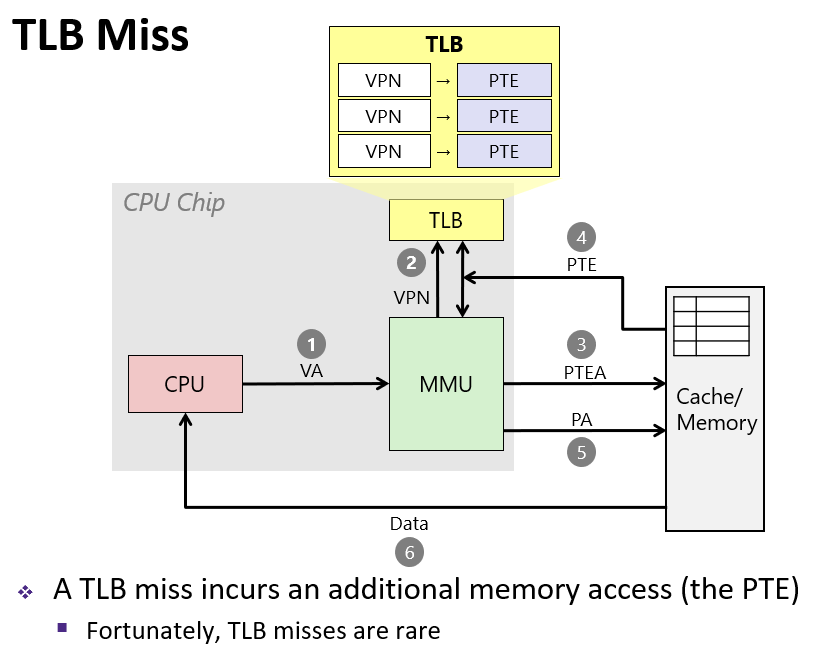 TLB Miss
TLB
VPN → PTE
VPN → PTE
VPN → PTE
CPU Chip
TLB
2
VPN
4
PTE
1
VA
CPU
MMU
3
PTEA
PA
5
Cache/
Memory
Data
6
❖ A TLB miss incurs an additional memory access (the PTE)
▪ Fortunately, TLB misses are rare